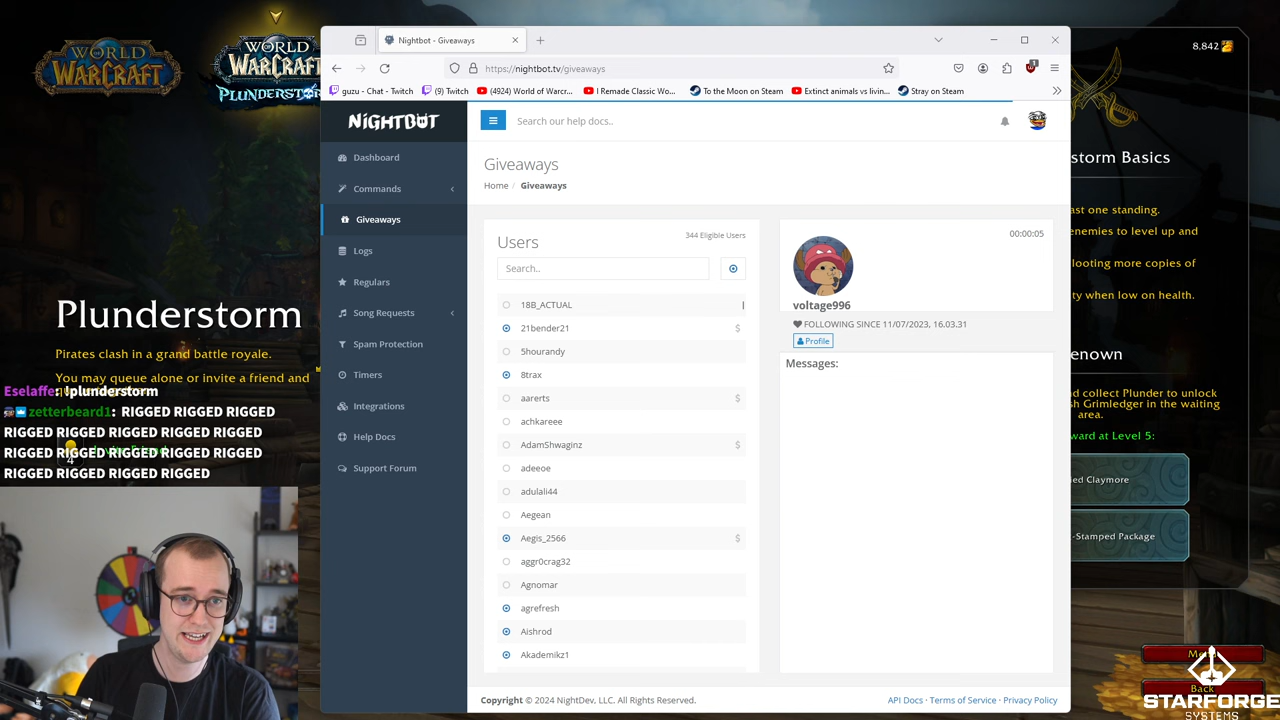 WORLD
OF
WARCRAFT
WORLD
OF
WARCRAFT
PLUNDERSTORM
Plunderstorm
Pirates clash in a grand battle royale.
You may queue alone or invite a friend and
Eselaffe: !plunderstorm
zetterbeard1: RIGGED RIGGED RIGGED
RIGGED RIGGED RIGGED RIGGED
RIGGED RIGGED RIGGED RIGGED
RIGGED RIGGED RIGGED RIGGED
4
Nightbot - Giveaways
https://nightbot.tv/giveaways
1
guzu - Chat - Twitch
(9) Twitch
(4924) World of Warcr...
I Remade Classic Wo...
To the Moon on Steam
Extinct animals vs livin...
Stray on Steam
NIGHTBOT
Search our help docs..
Dashboard
Commands
Giveaways
Logs
Regulars
Song Requests
Spam Protection
Timers
Integrations
Help Docs
Support Forum
Giveaways
Home / Giveaways
Users
344 Eligible Users
Search..
18B_ACTUAL
21bender21 $
5hourandy
8trax
aarerts $
achkareee
AdamShwaginz $
adeeoe
adulali44
Aegean
Aegis_2566 $
aggr0crag32
Agnomar
agrefresh
Aishrod
Akademikz1
00:00:05
voltage996
FOLLOWING SINCE 11/07/2023, 16.03.31
Profile
Messages:
Copyright © 2024 NightDev, LLC. All Rights Reserved.
API Docs · Terms of Service · Privacy Policy
8,842
storm Basics
ast one standing.
enemies to level up and
looting more copies of
ty when low on health.
enown
nd collect Plunder to unlock
sh Grimledger in the waiting
area.
ward at Level 5:
ed Claymore
-Stamped Package
Back
STARFORGE
SYSTEMS